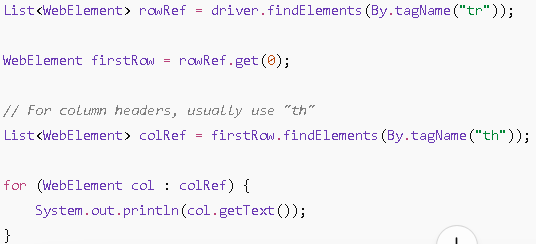 List<WebElement> rowRef = driver.findElements(By.tagName("tr"));
WebElement firstRow = rowRef.get(0);
// For column headers, usually use "th"
List<WebElement> colRef = firstRow.findElements(By.tagName("th"));
for (WebElement col : colRef) {
    System.out.println(col.getText());
}